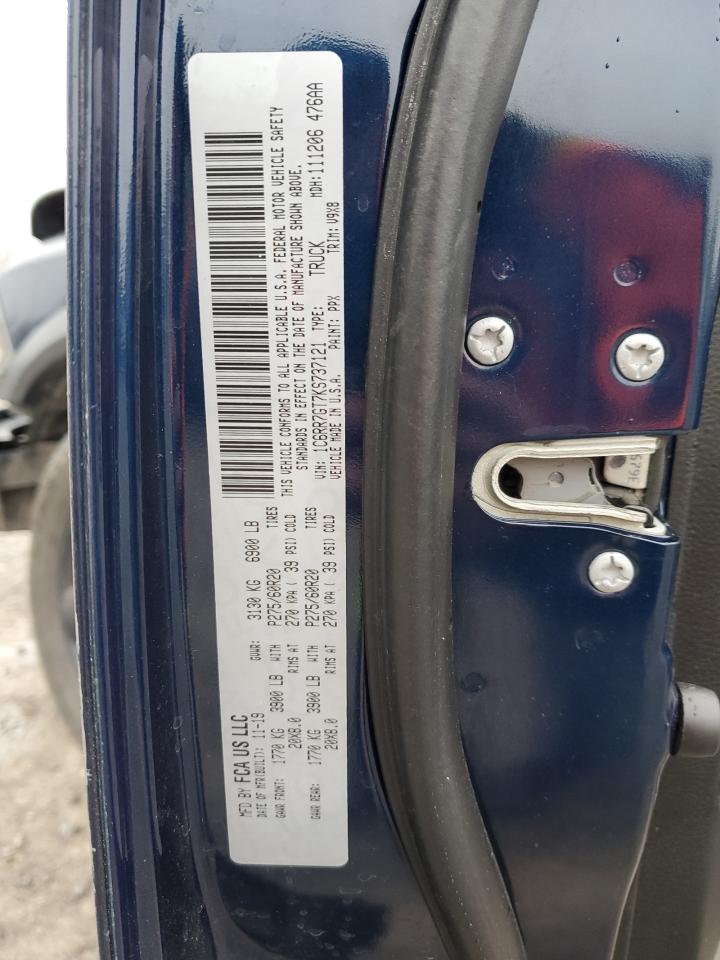 MFD BY FCA US LLC
DATE OF MFR(BUILT): 11-19 GVWR: 3130 KG 6900 LB
GAWR FRONT: 1770 KG 3900 LB WITH P275/60R20 TIRES
20X8.0 RIMS AT 270 KPA ( 39 PSI) COLD
GAWR REAR: 1770 KG 3900 LB WITH P275/60R20 TIRES
20X8.0 RIMS AT 270 KPA ( 39 PSI) COLD
THIS VEHICLE CONFORMS TO ALL APPLICABLE U.S.A. FEDERAL MOTOR VEHICLE SAFETY
STANDARDS IN EFFECT ON THE DATE OF MANUFACTURE SHOWN ABOVE.
VIN: 1C6RR7GT7KS737121 TYPE: TRUCK MDH:111206 476AA
VEHICLE MADE IN U.S.A. PAINT: PPX TRIM: V9X8